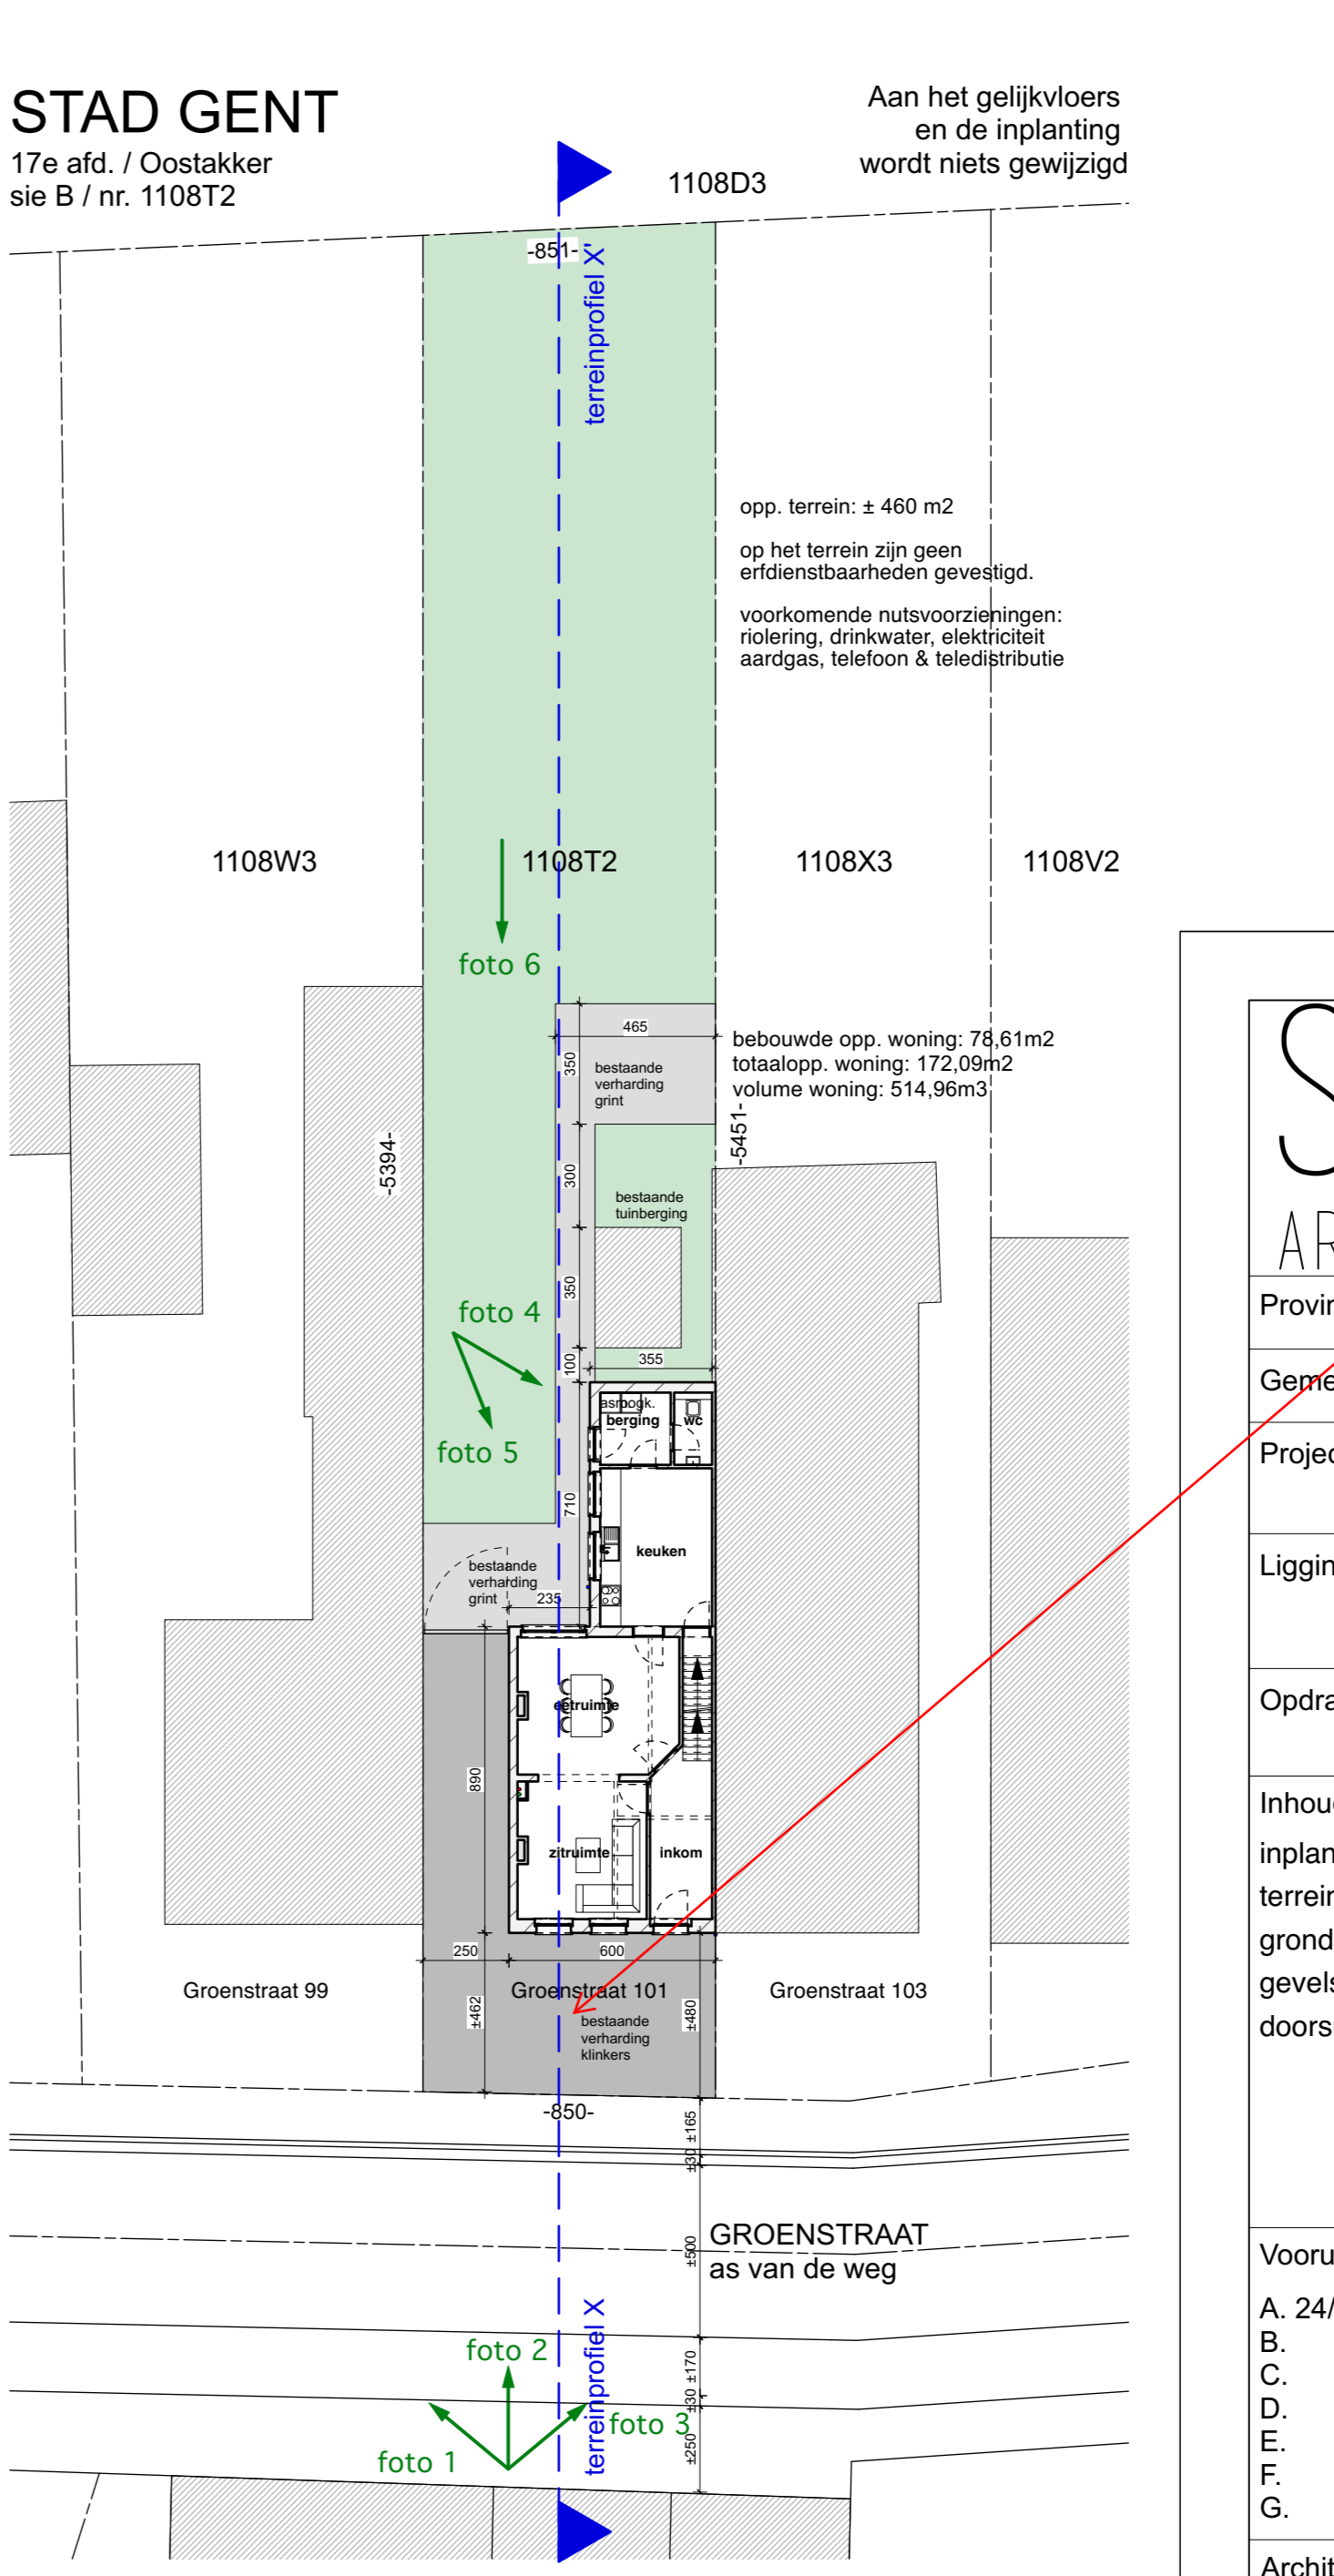 STAD GENT
17e afd. / Oostakker
sie B / nr. 1108T2
Aan het gelijkvloers
en de inplanting
wordt niets gewijzigd
1108D3
-851-
terreinprofiel X'
opp. terrein: ± 460 m2
op het terrein zijn geen
erfdienstbaarheden gevestigd.
voorkomende nutsvoorzieningen:
riolering, drinkwater, elektriciteit
aardgas, telefoon & teledistributie
1108W3
1108T2
1108X3
1108V2
foto 6
465
350
bestaande
verharding
grint
bebouwde opp. woning: 78,61m2
totaalopp. woning: 172,09m2
volume woning: 514,96m3
-5394-
-5451-
300
bestaande
tuinberging
350
foto 4
100
355
foto 5
berging
wc
710
keuken
bestaande
verharding
grint
235
eetruimte
890
zitruimte
inkom
250
600
Groenstraat 99
Groenstraat 101
Groenstraat 103
±462
±480
bestaande
verharding
klinkers
-850-
±165
±30
±500
GROENSTRAAT
as van de weg
terreinprofiel X
foto 2
±170
±30
foto 3
±250
foto 1
S
AR
Provin
Geme
Projec
Liggin
Opdra
Inhou
inplan
terrein
grond
gevels
doors
Vooru
A. 24/
B.
C.
D.
E.
F.
G.
Archit